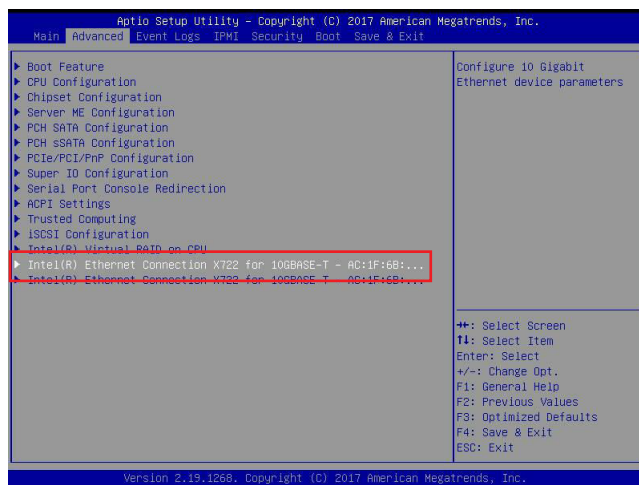 Aptio Setup Utility – Copyright (C) 2017 American Megatrends, Inc.
Main Advanced Event Logs IPMI Security Boot Save & Exit
▶ Boot Feature
▶ CPU Configuration
▶ Chipset Configuration
▶ Server ME Configuration
▶ PCH SATA Configuration
▶ PCH sSATA Configuration
▶ PCIe/PCI/PnP Configuration
▶ Super IO Configuration
▶ Serial Port Console Redirection
▶ ACPI Settings
▶ Trusted Computing
▶ iSCSI Configuration
▶ Intel(R) Virtual RAID on CPU
▶ Intel(R) Ethernet Connection X722 for 10GBASE-T - AC:1F:6B:...
▶ Intel(R) Ethernet Connection X722 for 10GBASE-T - AC:1F:6B:...
Configure 10 Gigabit
Ethernet device parameters
→←: Select Screen
↑↓: Select Item
Enter: Select
+/-: Change Opt.
F1: General Help
F2: Previous Values
F3: Optimized Defaults
F4: Save & Exit
ESC: Exit
Version 2.19.1268. Copyright (C) 2017 American Megatrends, Inc.